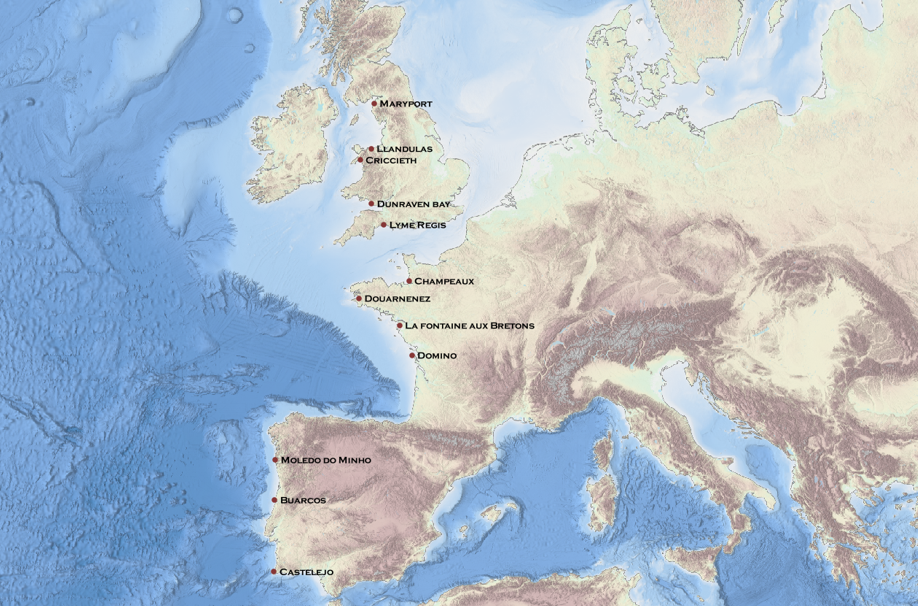 Maryport
Llandulas
Criccieth
Dunraven bay
Lyme Regis
Champeaux
Douarnenez
La fontaine aux Bretons
Domino
Moledo do Minho
Buarcos
Castelejo